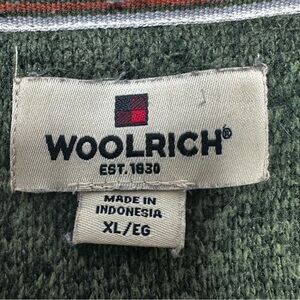 WOOLRICH®
EST. 1830
MADE IN
INDONESIA
XL/EG